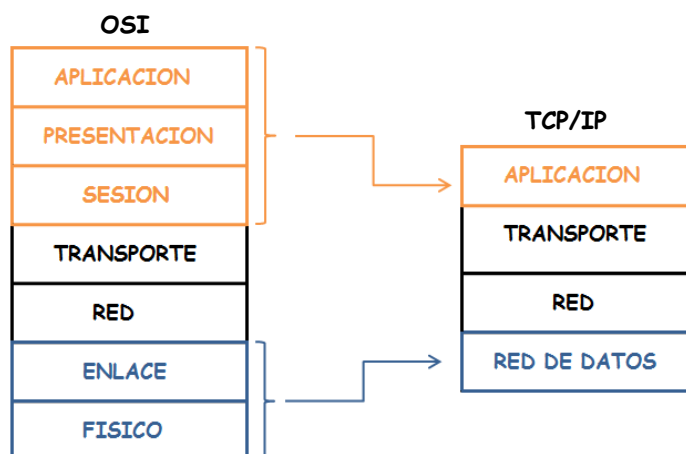 OSI
APLICACION
PRESENTACION
SESION
TRANSPORTE
RED
ENLACE
FISICO
TCP/IP
APLICACION
TRANSPORTE
RED
RED DE DATOS